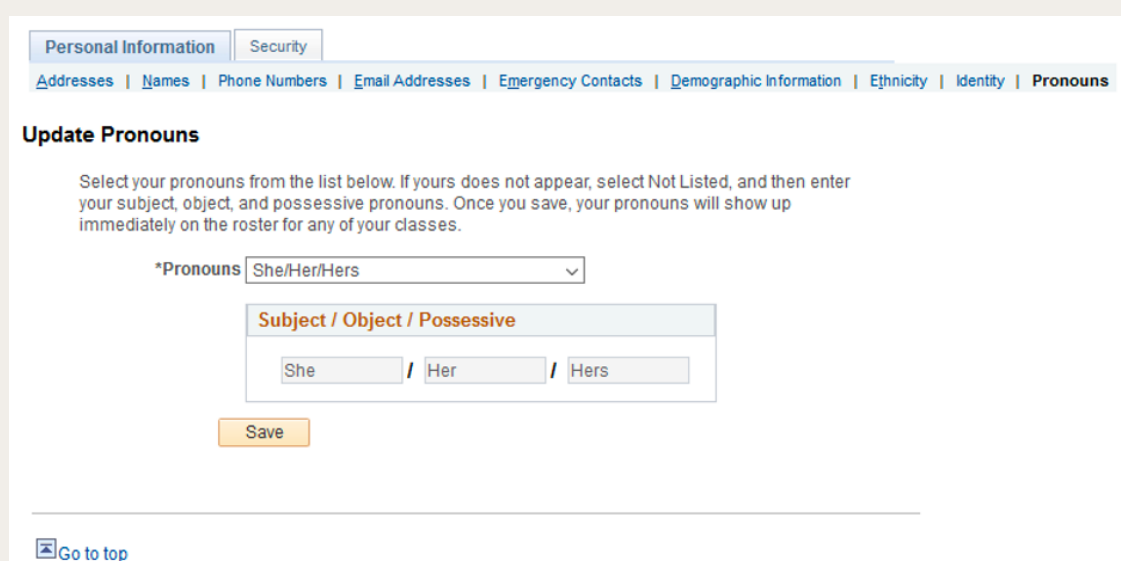 Personal Information Security
Addresses | Names | Phone Numbers | Email Addresses | Emergency Contacts | Demographic Information | Ethnicity | Identity | Pronouns
Update Pronouns
Select your pronouns from the list below. If yours does not appear, select Not Listed, and then enter
your subject, object, and possessive pronouns. Once you save, your pronouns will show up
immediately on the roster for any of your classes.
*Pronouns She/Her/Hers
Subject / Object / Possessive
She / Her / Hers
Save
Go to top